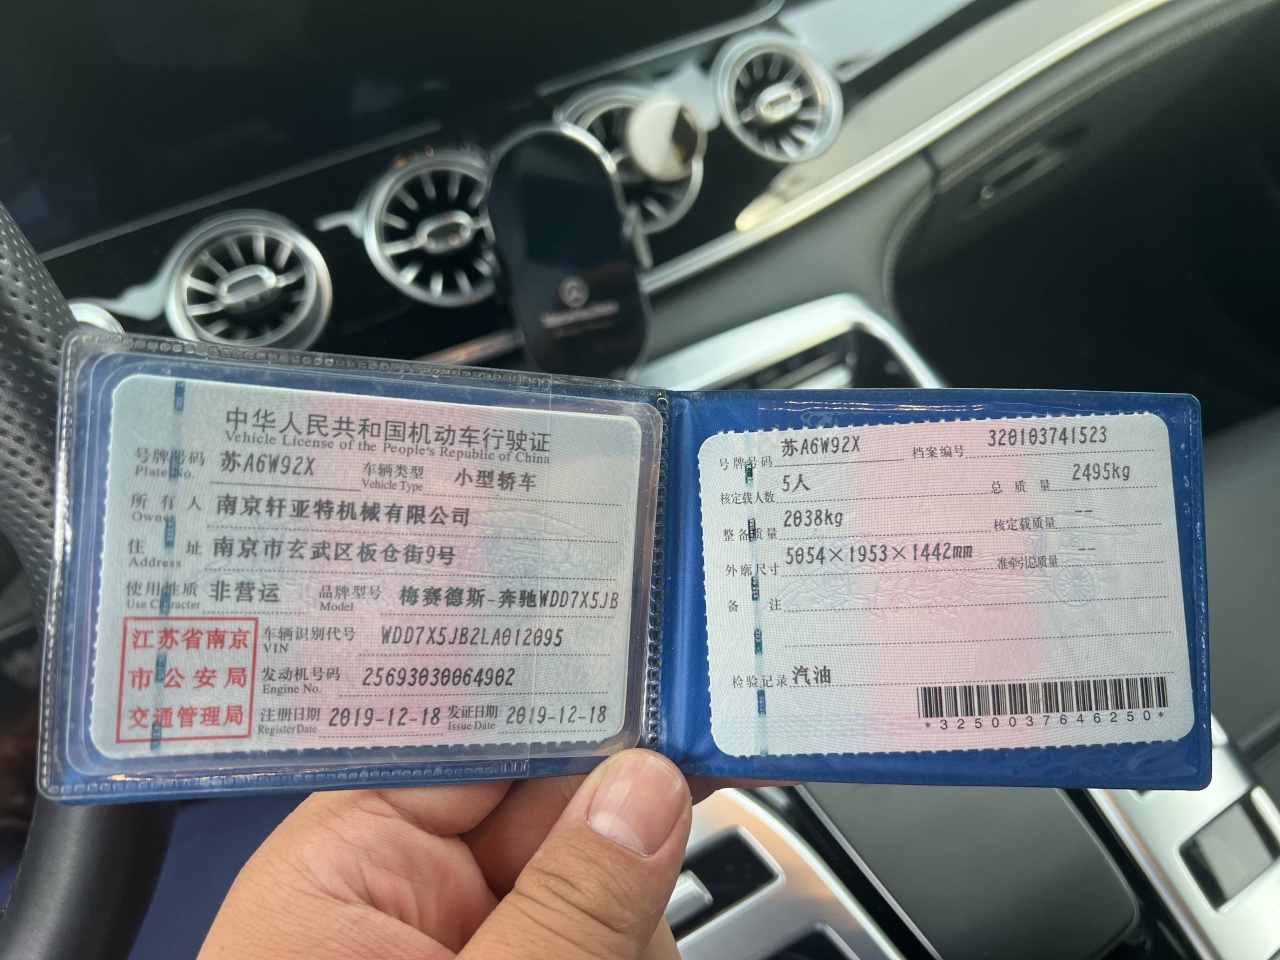 中华人民共和国机动车行驶证
Vehicle License of the People's Republic of China
号牌号码 苏A6W92X 车辆类型 小型轿车
Plate No. Vehicle Type
所有人 南京轩亚特机械有限公司
Owner
住址 南京市玄武区板仓街9号
Address
使用性质 非营运 品牌型号 梅赛德斯-奔驰WDD7X5JB
Use Character Model
江苏省南京
市公安局
交通管理局
车辆识别代号 WDD7X5JB2LA012095
VIN
发动机号码 25693030064902
Engine No.
注册日期 2019-12-18 发证日期 2019-12-18
Register Date Issue Date
号牌号码 苏A6W92X 档案编号 320103741523
核定载人数 5人 总质量 2495kg
整备质量 2038kg 核定载质量 --
外廓尺寸 5054×1953×1442mm 准牵引总质量 --
备注
检验记录 汽油
*3250037646250*